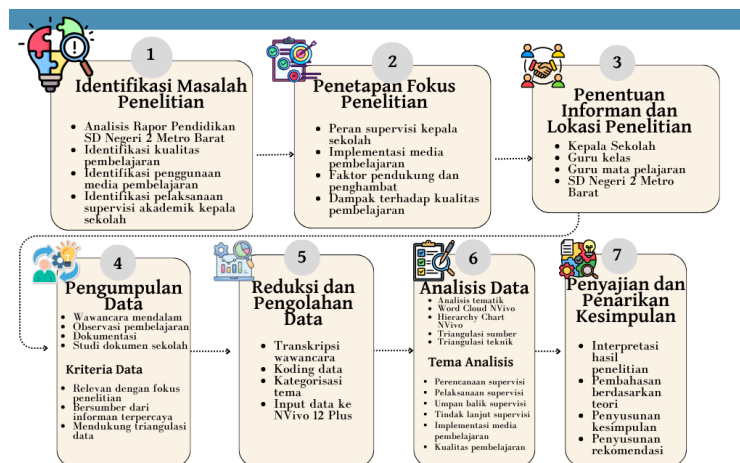 1
Identifikasi Masalah
Penelitian
• Analisis Rapor Pendidikan
SD Negeri 2 Metro Barat
• Identifikasi kualitas
pembelajaran
• Identifikasi penggunaan
media pembelajaran
• Identifikasi pelaksanaan
supervisi akademik kepala
sekolah
2
Penetapan Fokus
Penelitian
• Peran supervisi kepala
sekolah
• Implementasi media
pembelajaran
• Faktor pendukung dan
penghambat
• Dampak terhadap kualitas
pembelajaran
3
Penentuan
Informan dan
Lokasi Penelitian
• Kepala Sekolah
• Guru kelas
• Guru mata pelajaran
• SD Negeri 2 Metro
Barat
4
Pengumpulan
Data
• Wawancara mendalam
• Observasi pembelajaran
• Dokumentasi
• Studi dokumen sekolah
Kriteria Data
• Relevan dengan fokus
penelitian
• Bersumber dari
informan terpercaya
• Mendukung triangulasi
data
5
Reduksi dan
Pengolahan
Data
• Transkripsi
wawancara
• Koding data
• Kategorisasi
tema
• Input data ke
NVivo 12 Plus
6
Analisis Data
• Analisis tematik
• Word Cloud NVivo
• Hierarchy Chart
NVivo
• Triangulasi sumber
• Triangulasi teknik
Tema Analisis
• Perencanaan supervisi
• Pelaksanaan supervisi
• Umpan balik supervisi
• Tindak lanjut supervisi
• Implementasi media
pembelajaran
• Kualitas pembelajaran
7
Penyajian dan
Penarikan
Kesimpulan
• Interpretasi
hasil
penelitian
• Pembahasan
berdasarkan
teori
• Penyusunan
kesimpulan
• Penyusunan
rekomendasi